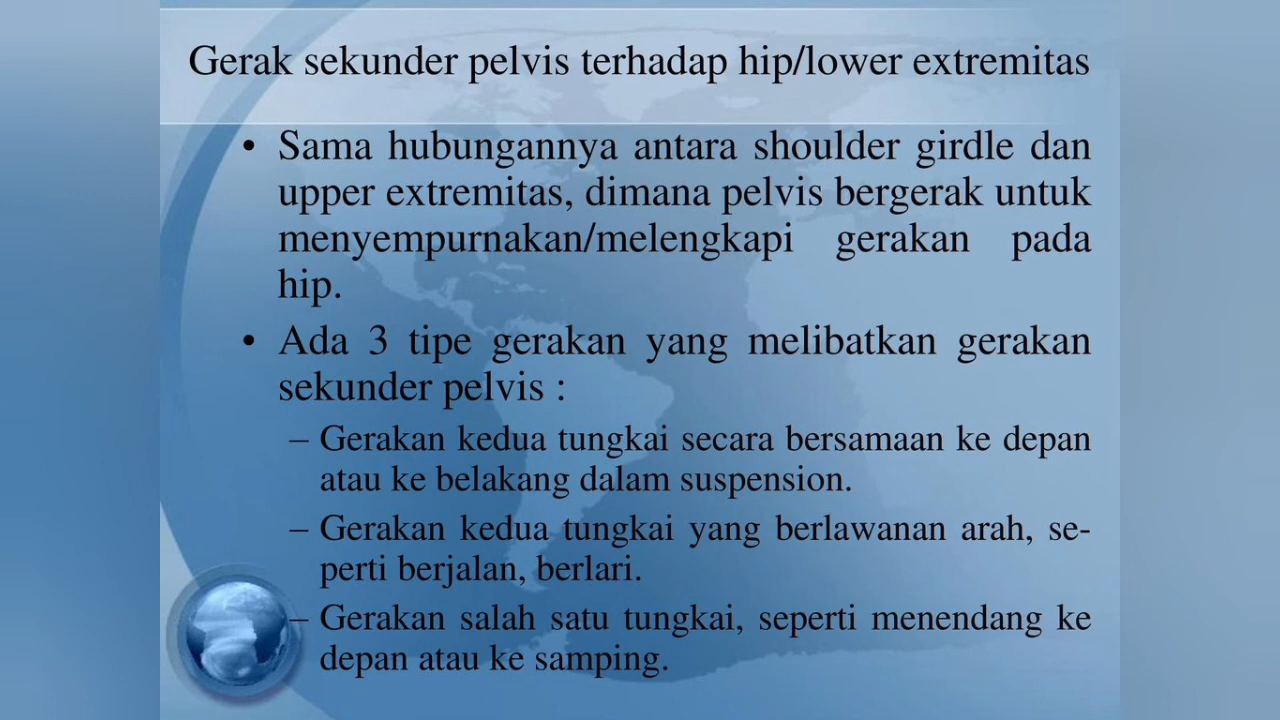 Gerak sekunder pelvis terhadap hip/lower extremitas
• Sama hubungannya antara shoulder girdle dan
upper extremitas, dimana pelvis bergerak untuk
menyempurnakan/melengkapi gerakan pada
hip.
• Ada 3 tipe gerakan yang melibatkan gerakan
sekunder pelvis :
– Gerakan kedua tungkai secara bersamaan ke depan
atau ke belakang dalam suspension.
– Gerakan kedua tungkai yang berlawanan arah, se-
perti berjalan, berlari.
– Gerakan salah satu tungkai, seperti menendang ke
depan atau ke samping.